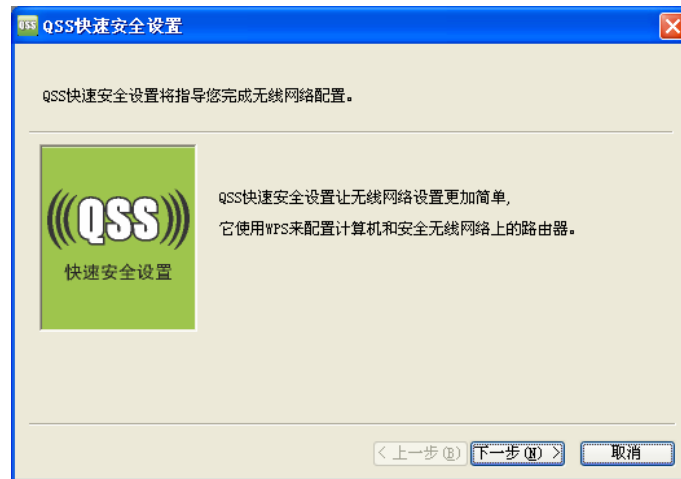 QSS QSS快速安全设置
QSS快速安全设置将指导您完成无线网络配置。
(((QSS)))
快速安全设置
QSS快速安全设置让无线网络设置更加简单,
它使用WPS来配置计算机和安全无线网络上的路由器。
< 上一步(B) 下一步(N) > 取消